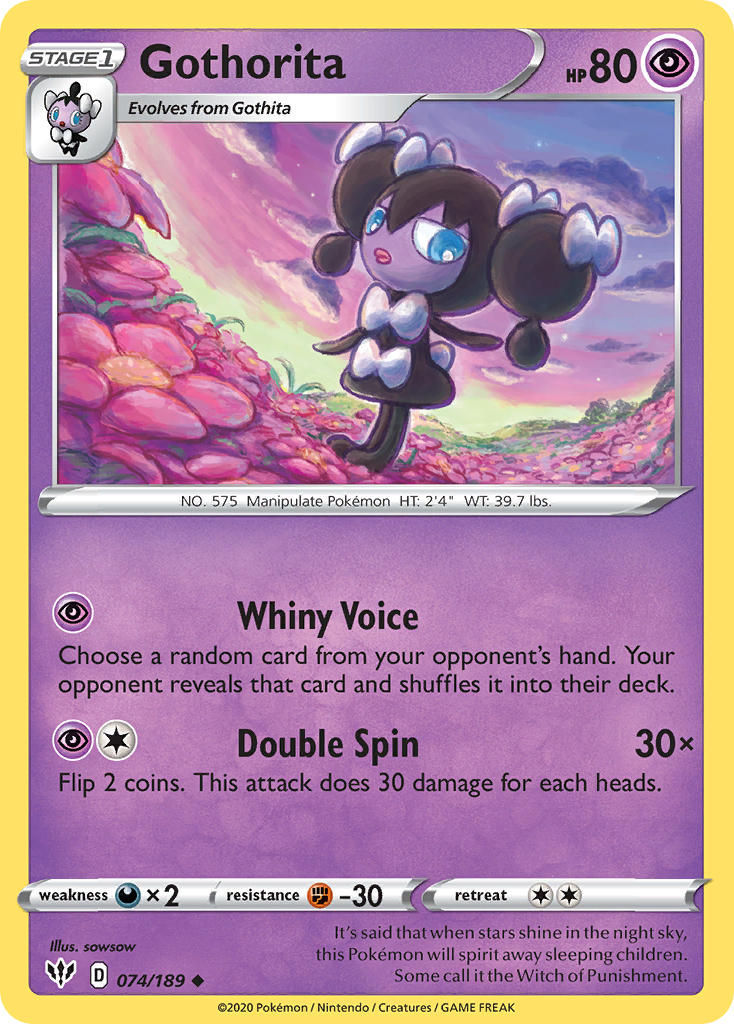 STAGE1
Gothorita
HP80
Evolves from Gothita
NO. 575 Manipulate Pokémon HT: 2'4" WT: 39.7 lbs.
Whiny Voice
Choose a random card from your opponent's hand. Your
opponent reveals that card and shuffles it into their deck.
Double Spin 30×
Flip 2 coins. This attack does 30 damage for each heads.
weakness ×2 resistance -30 retreat
Illus. sowsow
It's said that when stars shine in the night sky,
this Pokémon will spirit away sleeping children.
Some call it the Witch of Punishment.
D 074/189
©2020 Pokémon / Nintendo / Creatures / GAME FREAK